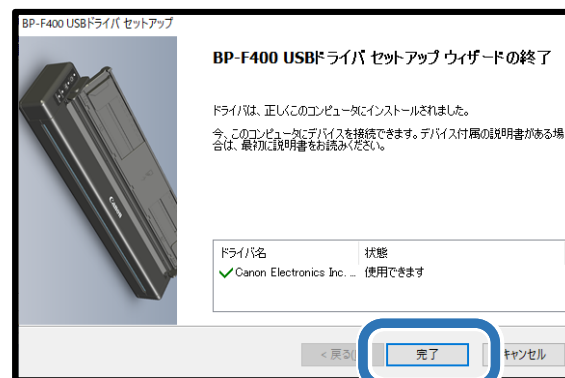 BP-F400 USBドライバ セットアップ
BP-F400 USBドライバ セットアップ ウィザードの終了
ドライバは、正しくこのコンピュータにインストールされました。
今、このコンピュータにデバイスを接続できます。デバイス付属の説明書がある場
合は、最初に説明書をお読みください。
ドライバ名 状態
Canon Electronics Inc. ... 使用できます
Canon
< 戻る 完了 キャンセル